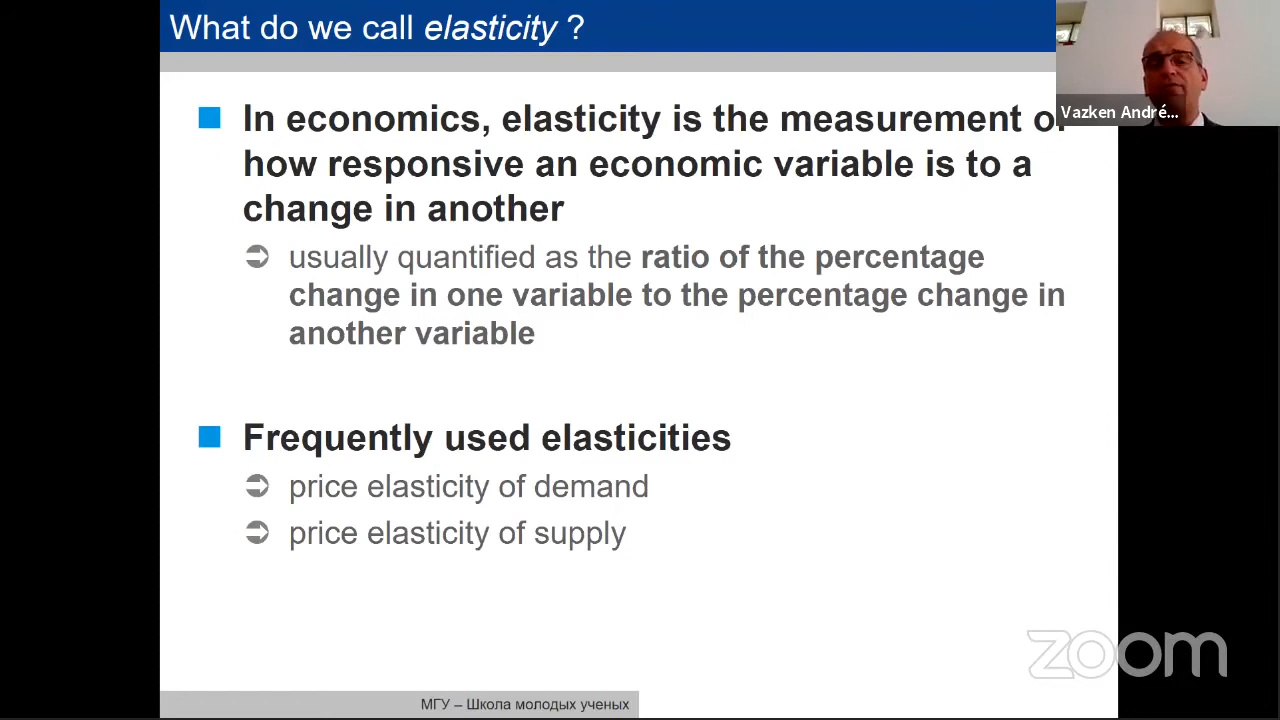 What do we call elasticity ?
In economics, elasticity is the measurement of
how responsive an economic variable is to a
change in another
usually quantified as the ratio of the percentage
change in one variable to the percentage change in
another variable
Frequently used elasticities
price elasticity of demand
price elasticity of supply
МГУ – Школа молодых ученых
Vazken André...
zoom